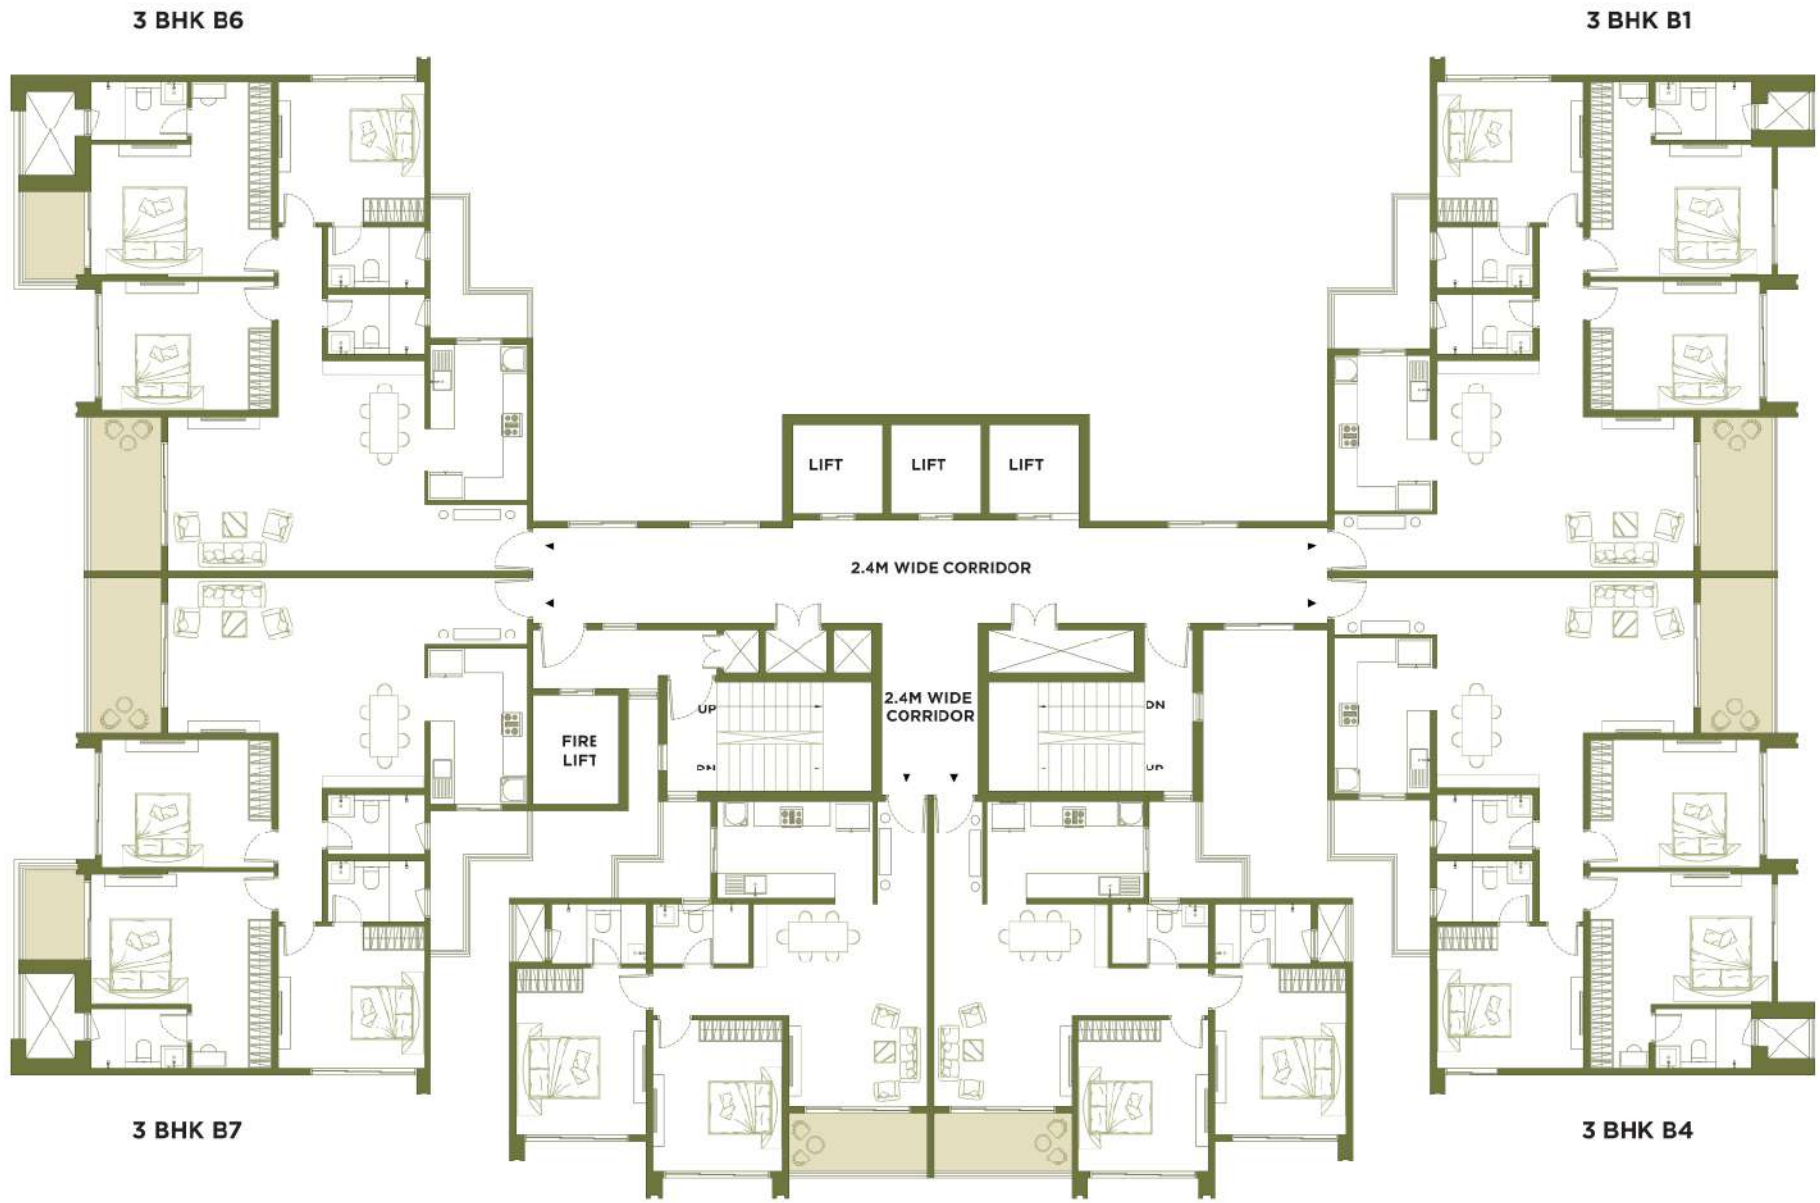 3 BHK B6
3 BHK B1
LIFT
LIFT
LIFT
2.4M WIDE CORRIDOR
2.4M WIDE
CORRIDOR
UP
DN
FIRE
LIFT
DN
UP
3 BHK B7
3 BHK B4